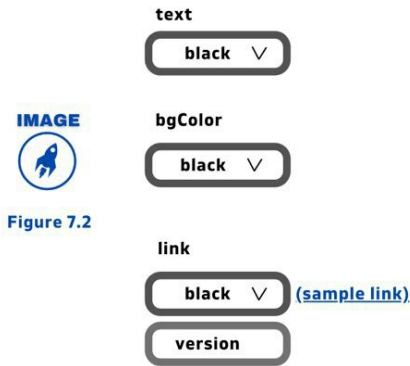 text
black
IMAGE
bgColor
black
Figure 7.2
link
black (sample link)
version